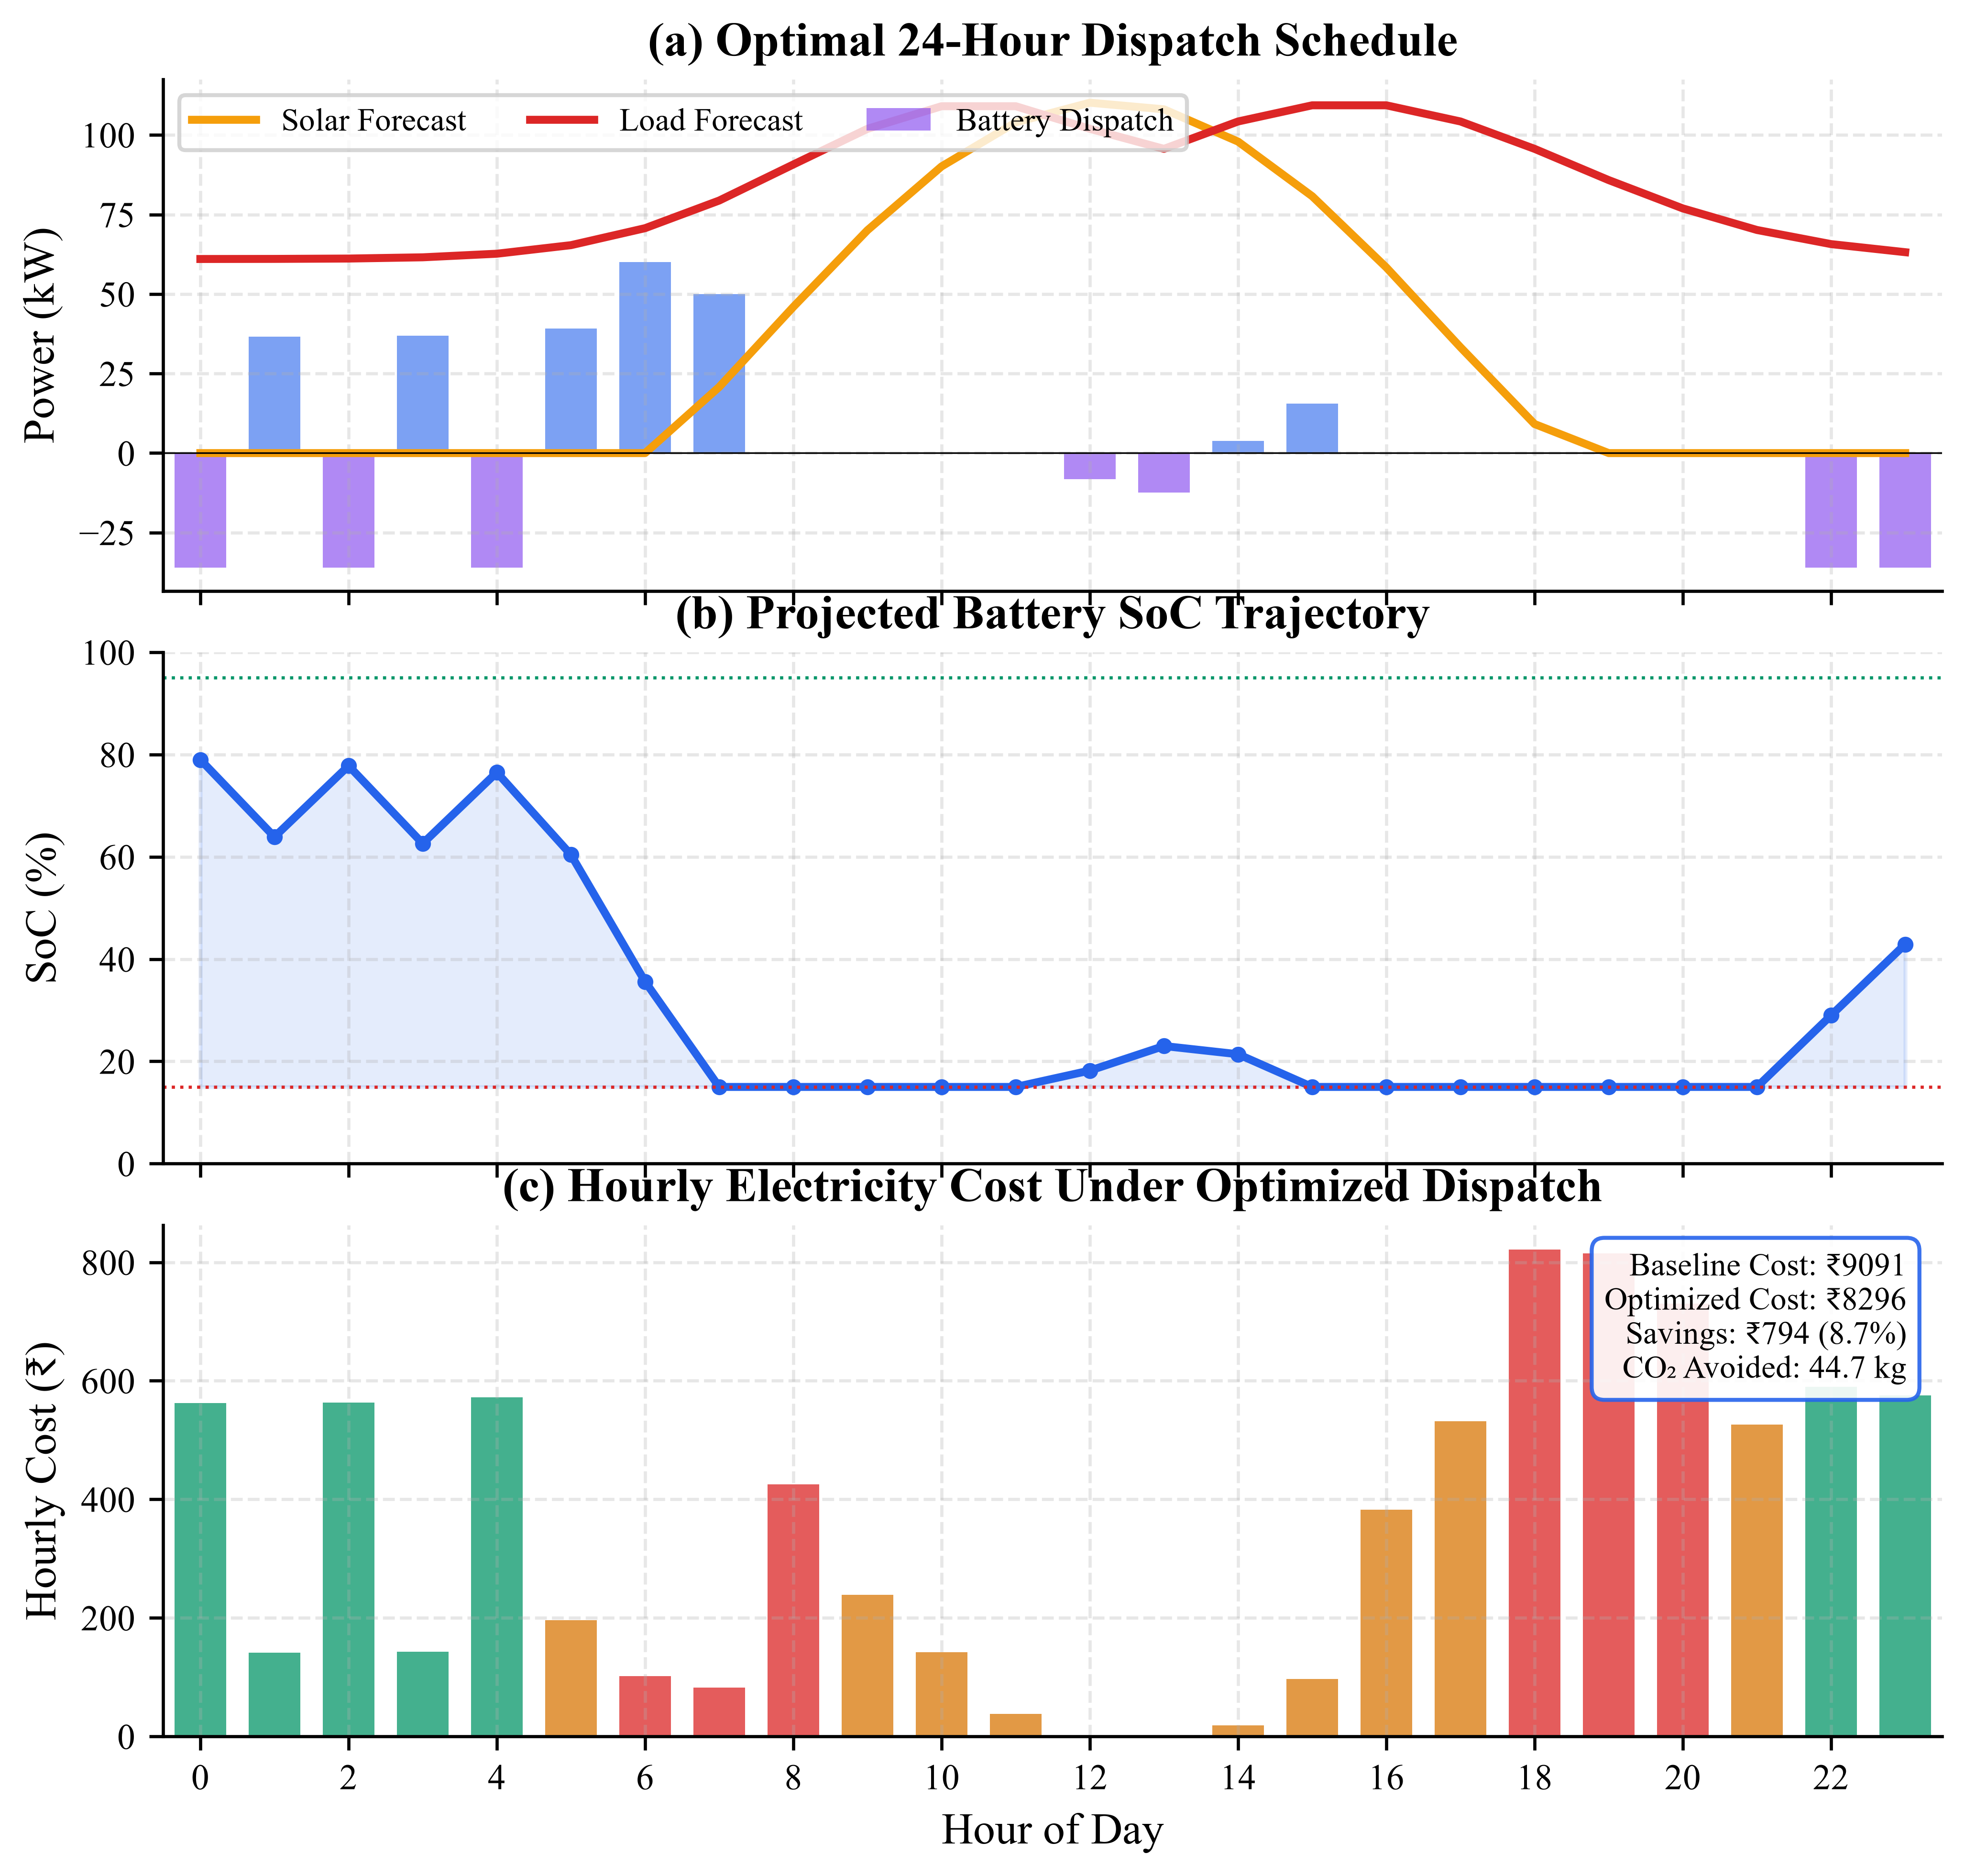 (a) Optimal 24-Hour Dispatch Schedule
Solar Forecast Load Forecast Battery Dispatch
Power (kW)
100
75
50
25
0
−25
(b) Projected Battery SoC Trajectory
SoC (%)
100
80
60
40
20
0
(c) Hourly Electricity Cost Under Optimized Dispatch
Hourly Cost (₹)
800
600
400
200
0
Baseline Cost: ₹9091
Optimized Cost: ₹8296
Savings: ₹794 (8.7%)
CO₂ Avoided: 44.7 kg
0 2 4 6 8 10 12 14 16 18 20 22
Hour of Day